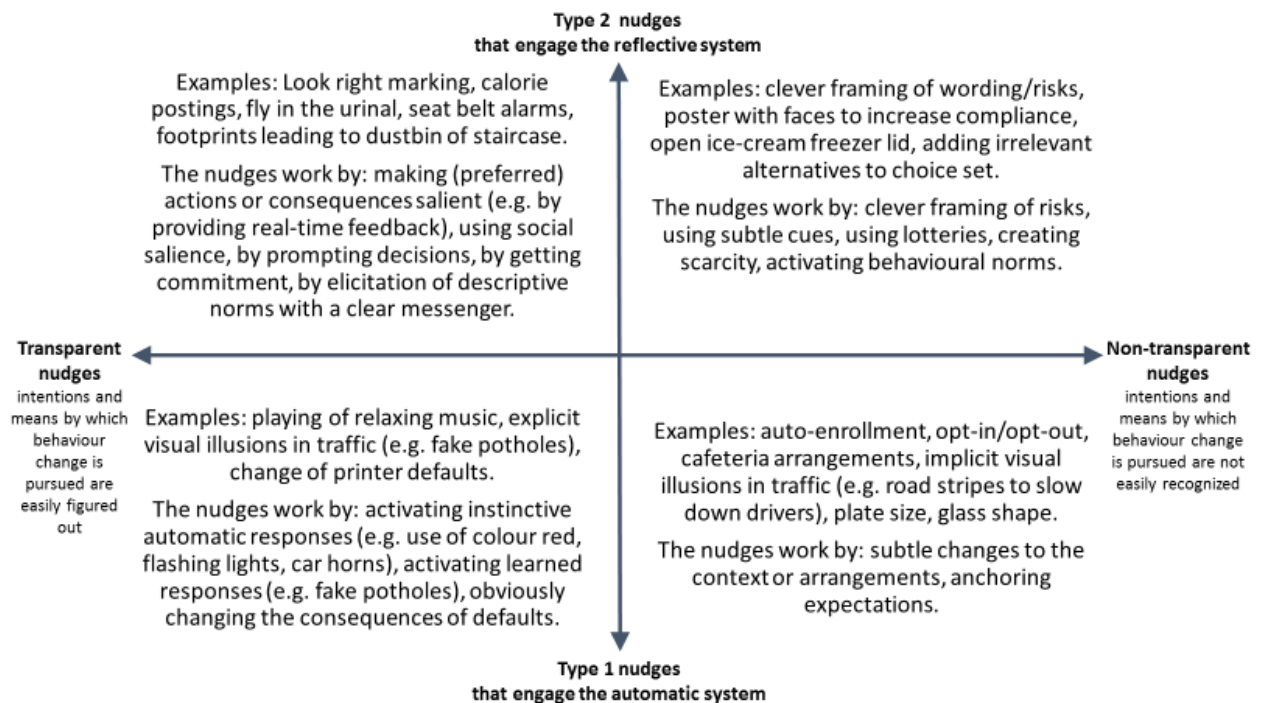 Type 2 nudges
that engage the reflective system
Examples: Look right marking, calorie
postings, fly in the urinal, seat belt alarms,
footprints leading to dustbin of staircase.
The nudges work by: making (preferred)
actions or consequences salient (e.g. by
providing real-time feedback), using social
salience, by prompting decisions, by getting
commitment, by elicitation of descriptive
norms with a clear messenger.
Examples: clever framing of wording/risks,
poster with faces to increase compliance,
open ice-cream freezer lid, adding irrelevant
alternatives to choice set.
The nudges work by: clever framing of risks,
using subtle cues, using lotteries, creating
scarcity, activating behavioural norms.
Transparent
nudges
intentions and
means by which
behaviour
change is
pursued are
easily figured
out
Non-transparent
nudges
intentions and
means by which
behaviour change
is pursued are not
easily recognized
Examples: playing of relaxing music, explicit
visual illusions in traffic (e.g. fake potholes),
change of printer defaults.
The nudges work by: activating instinctive
automatic responses (e.g. use of colour red,
flashing lights, car horns), activating learned
responses (e.g. fake potholes), obviously
changing the consequences of defaults.
Examples: auto-enrollment, opt-in/opt-out,
cafeteria arrangements, implicit visual
illusions in traffic (e.g. road stripes to slow
down drivers), plate size, glass shape.
The nudges work by: subtle changes to the
context or arrangements, anchoring
expectations.
Type 1 nudges
that engage the automatic system